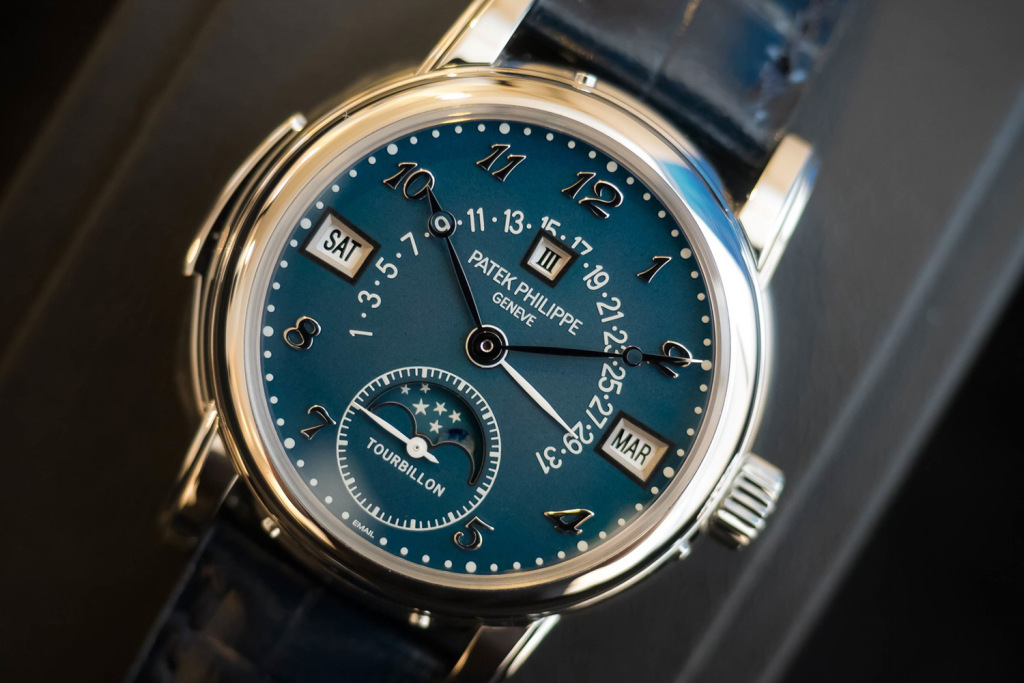 11
12
10
1
2
4
5
7
8
SAT
III
MAR
1 · 3 · 5 · 7 · 9 · 11 · 13 · 15 · 17 · 19 · 21 · 23 · 25 · 27 · 29 · 31
PATEK PHILIPPE
GENEVE
TOURBILLON
EMAIL